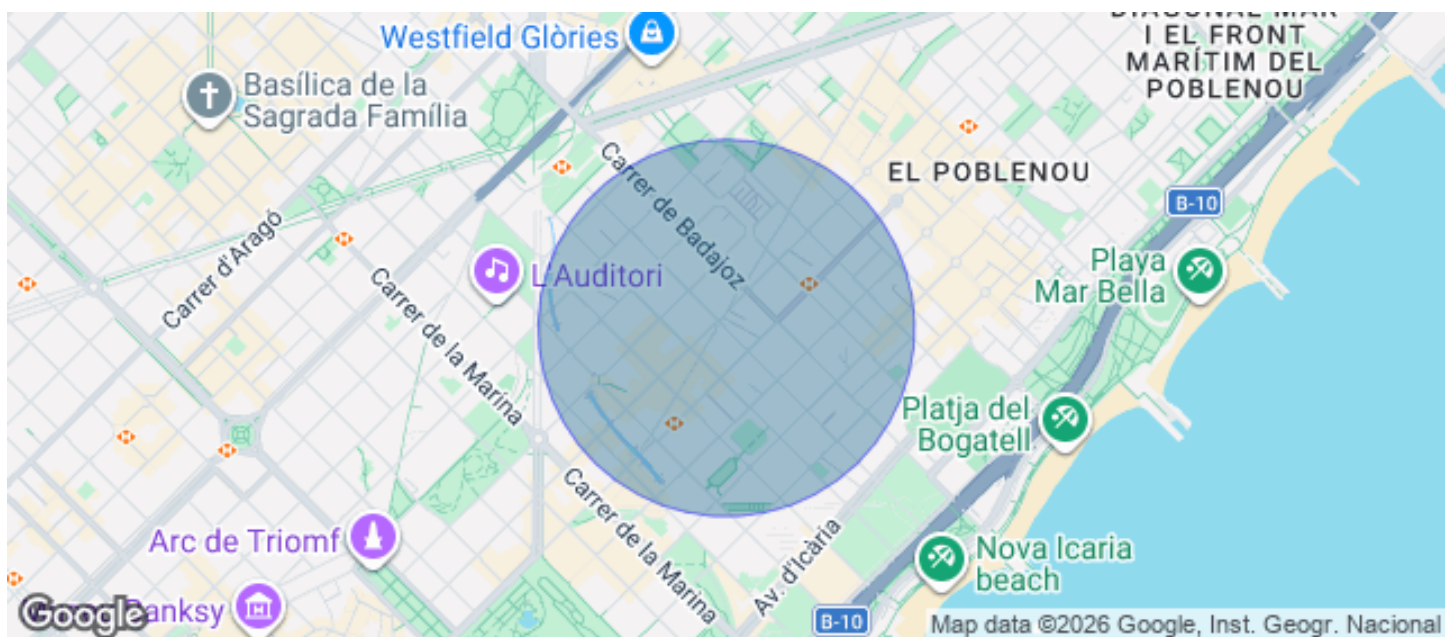 DIAGONAL MAR
I EL FRONT
MARÍTIM DEL
POBLENOU
Westfield Glòries
Basílica de la
Sagrada Família
EL POBLENOU
Carrer de Badajoz
B-10
Carrer d'Aragó
L'Auditori
Playa
Mar Bella
Carrer de la Marina
Platja del
Bogatell
Carrer de la Marina
Arc de Triomf
Av. d'Icària
Nova Icaria
beach
Banksy
Google
B-10
Map data ©2026 Google, Inst. Geogr. Nacional